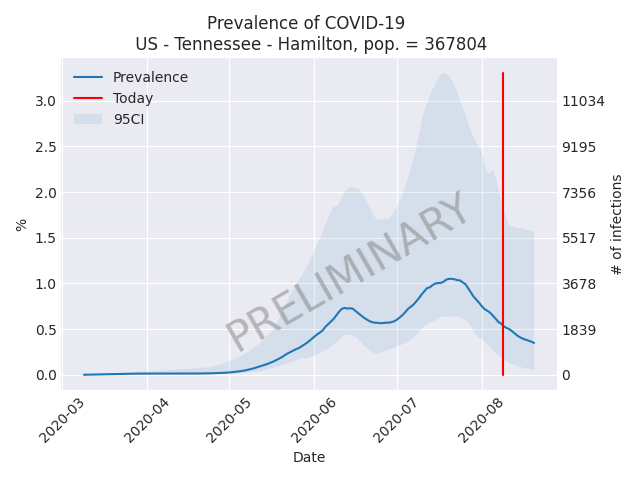 Prevalence of COVID-19
US - Tennessee - Hamilton, pop. = 367804
Prevalence
Today
95CI
3.0
2.5
2.0
1.5
1.0
0.5
0.0
%
11034
9195
7356
5517
3678
1839
0
# of infections
PRELIMINARY
2020-03
2020-04
2020-05
2020-06
2020-07
2020-08
Date